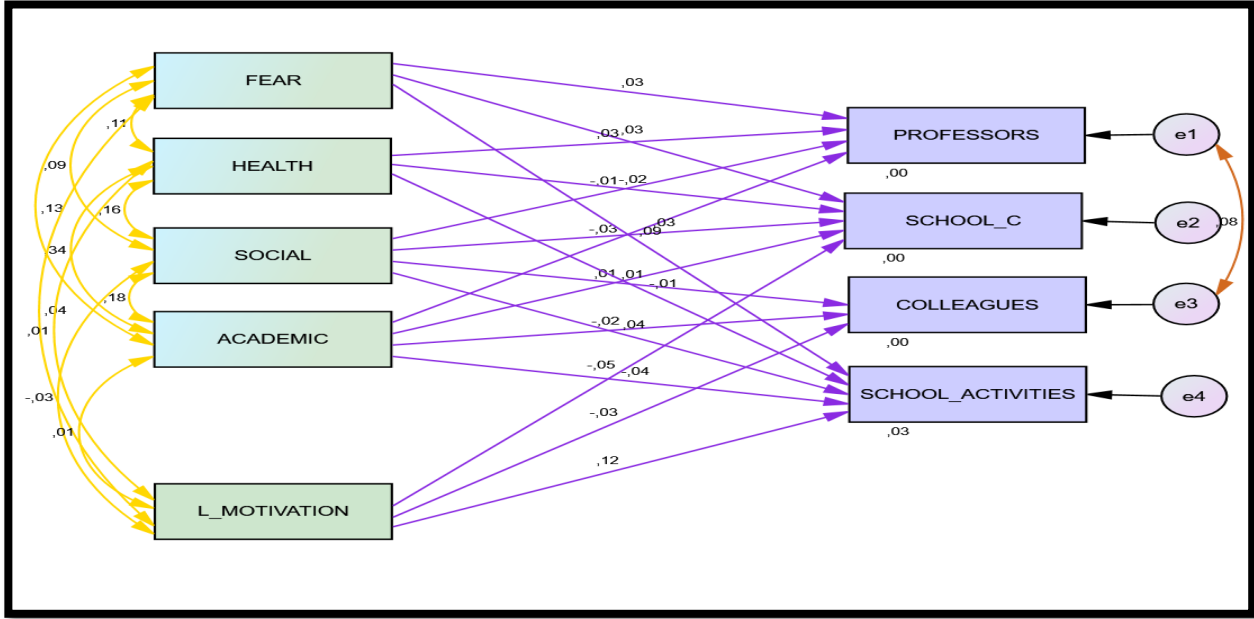 FEAR
,03
PROFESSORS
e1
,11
,03
,03
HEALTH
,09
-,01
-,02
,00
,13
,16
SCHOOL_C
e2
,08
-,03
,03
,09
,34
SOCIAL
,00
,01
,01
-,01
,18
COLLEAGUES
e3
,04
,01
ACADEMIC
-,02
,04
,00
-,05
-,04
SCHOOL_ACTIVITIES
e4
-,03
-,03
,01
,03
,12
L_MOTIVATION